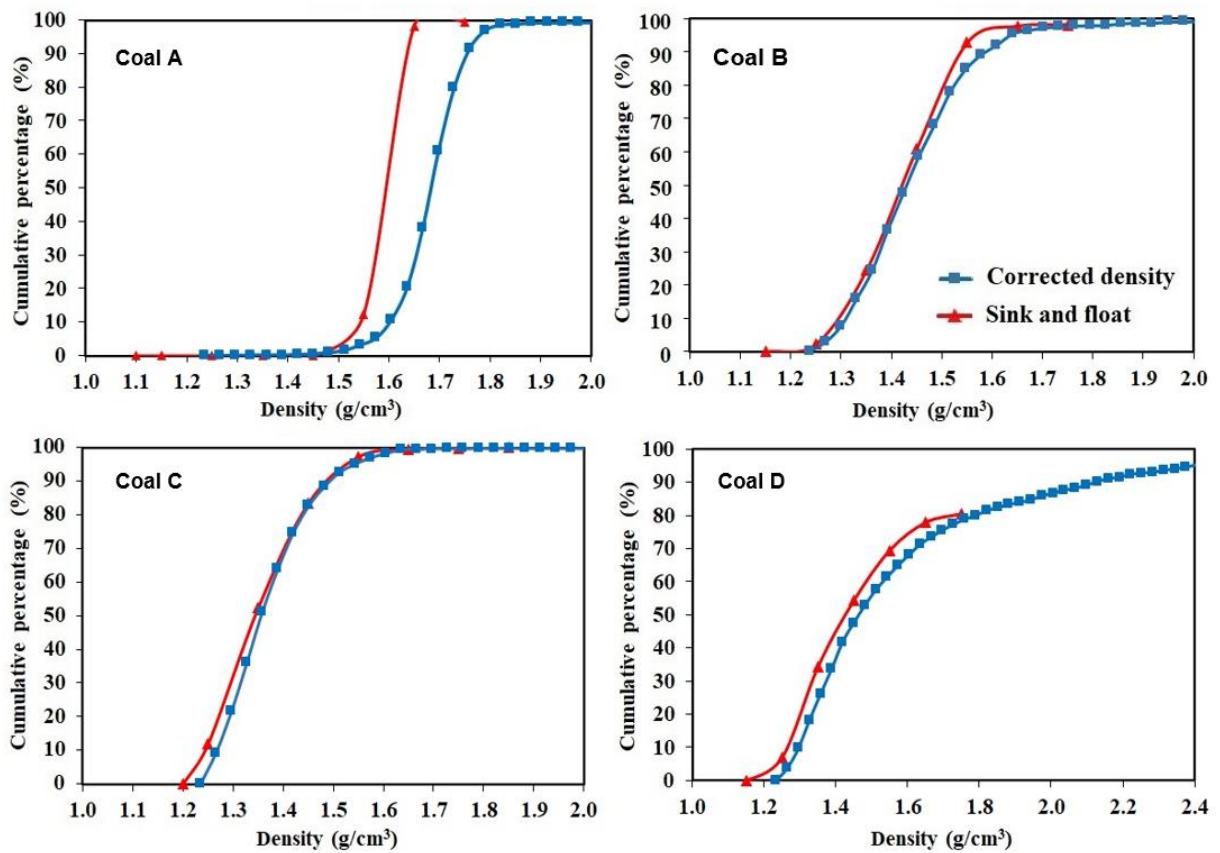 Coal A
Cumulative percentage (%)
100
90
80
70
60
50
40
30
20
10
0
1.0 1.1 1.2 1.3 1.4 1.5 1.6 1.7 1.8 1.9 2.0
Density (g/cm³)
Coal B
Cumulative percentage (%)
100
90
80
70
60
50
40
30
20
10
0
Corrected density
Sink and float
1.0 1.1 1.2 1.3 1.4 1.5 1.6 1.7 1.8 1.9 2.0
Density (g/cm³)
Coal C
Cumulative percentage (%)
100
90
80
70
60
50
40
30
20
10
0
1.0 1.1 1.2 1.3 1.4 1.5 1.6 1.7 1.8 1.9 2.0
Density (g/cm³)
Coal D
Cumulative percentage (%)
100
90
80
70
60
50
40
30
20
10
0
1.0 1.2 1.4 1.6 1.8 2.0 2.2 2.4
Density (g/cm³)